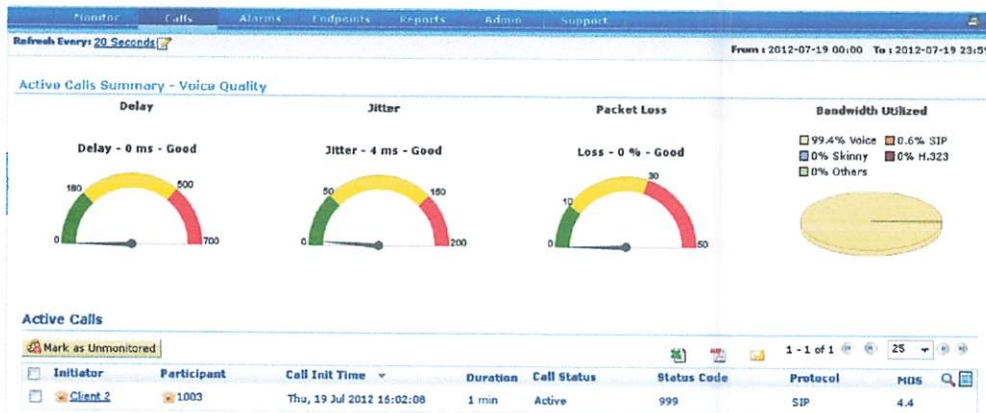 Monitor Calls Alarms Endpoints Reports Admin Support
Refresh Every: 20 Seconds
From : 2012-07-19 00:00 To : 2012-07-19 23:59
Active Calls Summary - Voice Quality
Delay Jitter Packet Loss Bandwidth Utilized
Delay - 0 ms - Good Jitter - 4 ms - Good Loss - 0 % - Good
99.4% Voice 0.6% SIP
0% Skinny 0% H.323
0% Others
0 180 500 700
0 50 150 200
0 10 30 50
Active Calls
Mark as Unmonitored
1 - 1 of 1 25
Initiator Participant Call Init Time Duration Call Status Status Code Protocol MOS
Client 2 1003 Thu, 19 Jul 2012 16:02:08 1 min Active 999 SIP 4.4